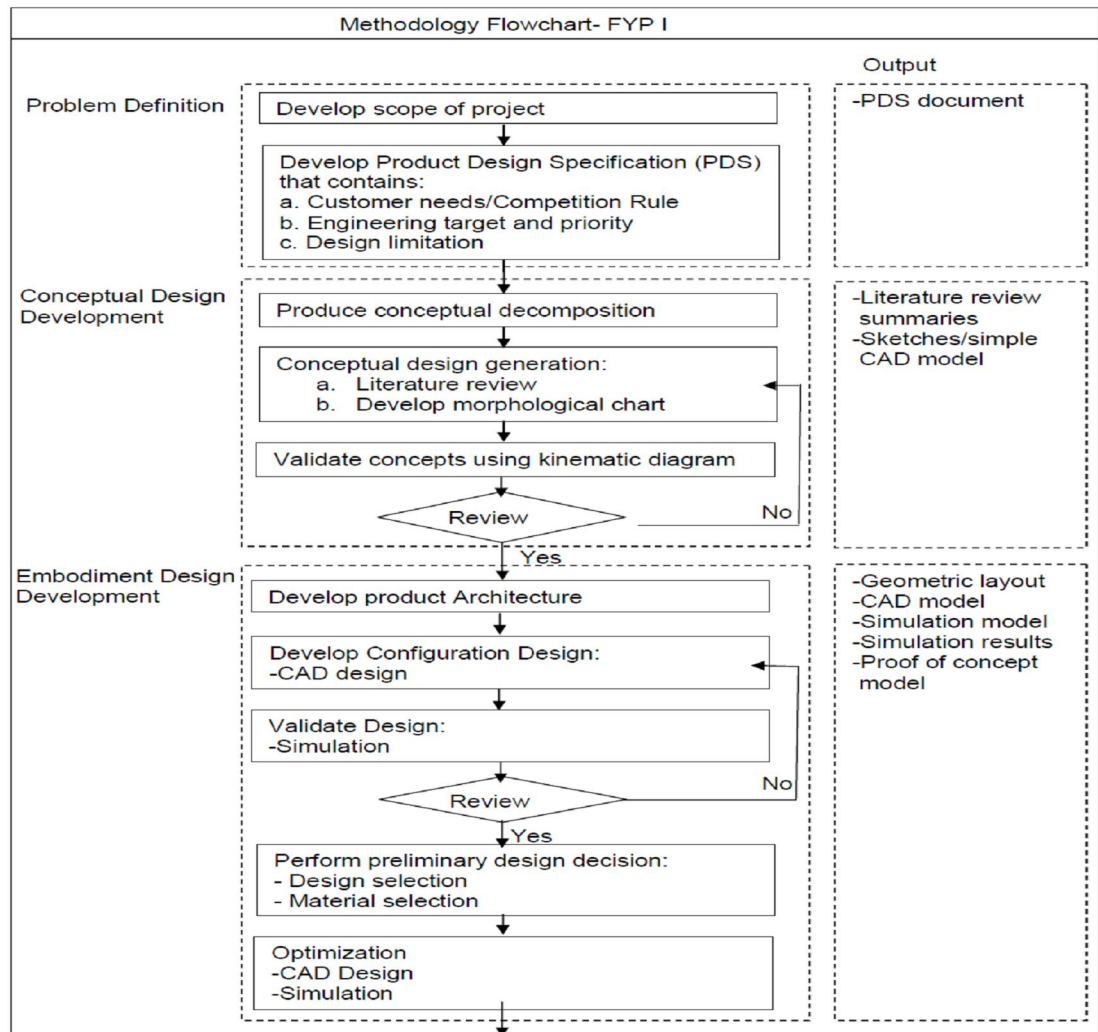 Methodology Flowchart- FYP I
Output
Problem Definition
Develop scope of project
-PDS document
Develop Product Design Specification (PDS)
that contains:
a. Customer needs/Competition Rule
b. Engineering target and priority
c. Design limitation
Conceptual Design
Development
Produce conceptual decomposition
-Literature review
summaries
-Sketches/simple
CAD model
Conceptual design generation:
a. Literature review
b. Develop morphological chart
Validate concepts using kinematic diagram
Review
No
Yes
Embodiment Design
Development
Develop product Architecture
-Geometric layout
-CAD model
-Simulation model
-Simulation results
-Proof of concept
model
Develop Configuration Design:
-CAD design
Validate Design:
-Simulation
No
Review
Yes
Perform preliminary design decision:
- Design selection
- Material selection
Optimization
-CAD Design
-Simulation